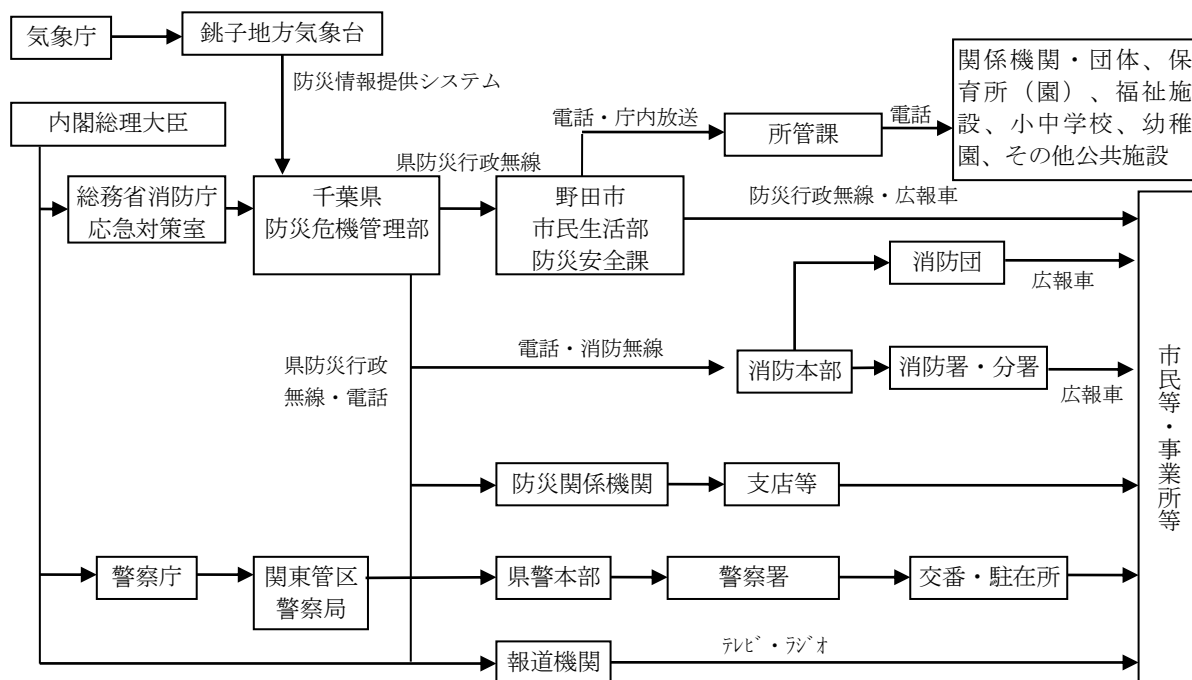 気象庁
銚子地方気象台
防災情報提供システム
関係機関・団体、保
育所（園）、福祉施
設、小中学校、幼稚
園、その他公共施設
内閣総理大臣
電話・庁内放送
所管課
電話
県防災行政無線
総務省消防庁
応急対策室
千葉県
防災危機管理部
野田市
市民生活部
防災安全課
防災行政無線・広報車
消防団
広報車
県防災行政
無線・電話
電話・消防無線
消防本部
消防署・分署
広報車
市民等・事業所等
防災関係機関
支店等
警察庁
関東管区
警察局
県警本部
警察署
交番・駐在所
報道機関
ﾃﾚﾋﾞ・ﾗｼﾞｵ